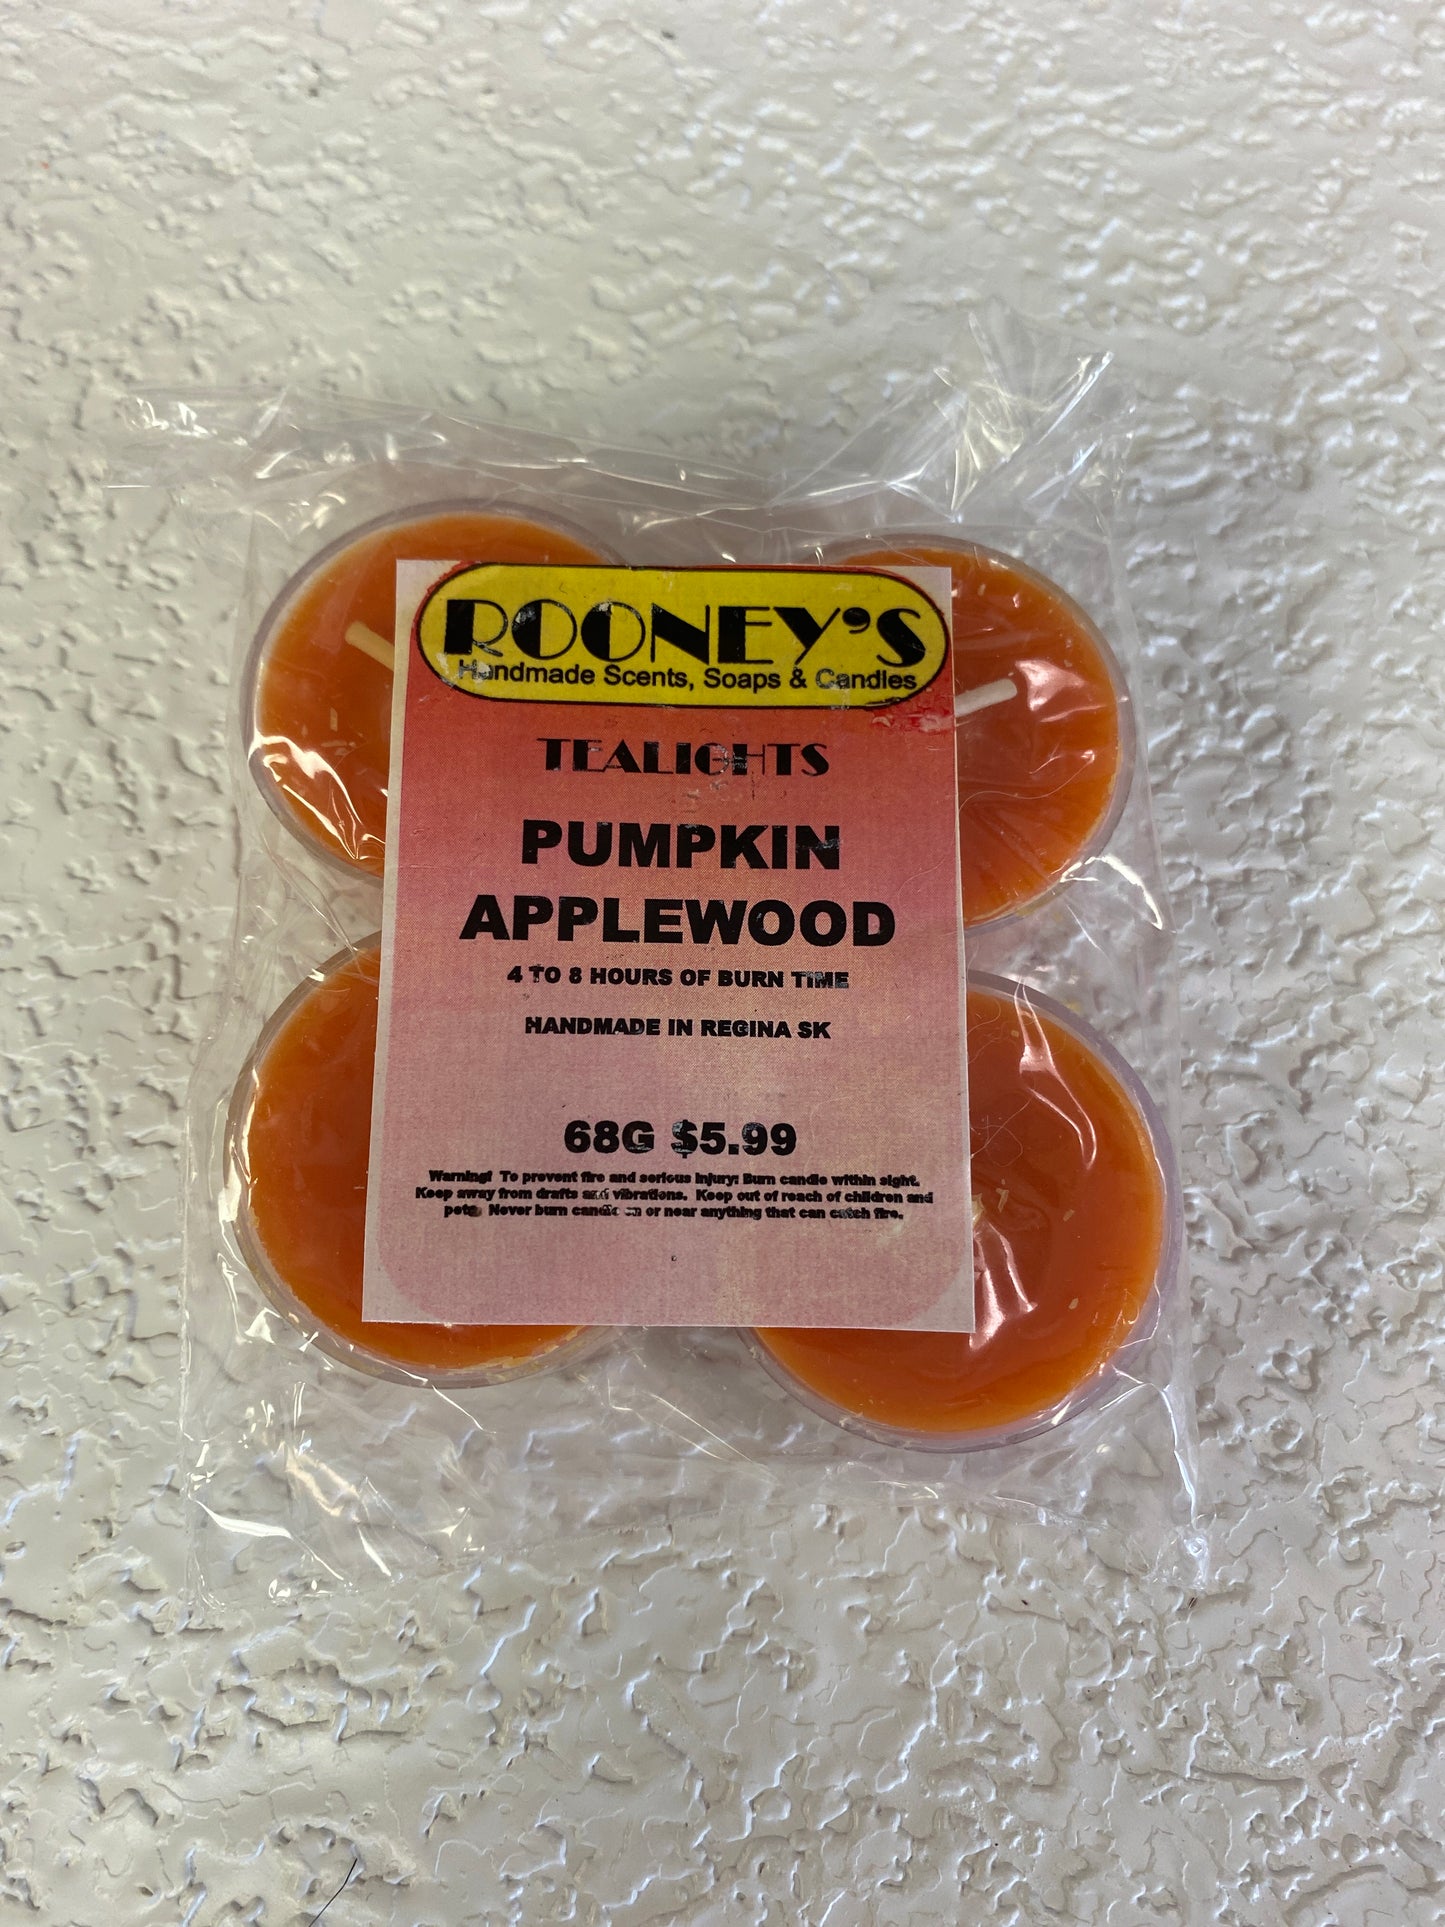 ROONEY'S
Handmade Scents, Soaps & Candles
TEALIGHTS
PUMPKIN
APPLEWOOD
4 TO 8 HOURS OF BURN TIME
HANDMADE IN REGINA SK
68G $5.99
Warning! To prevent fire and serious injury: Burn candle within sight.
Keep away from drafts and vibrations. Keep out of reach of children and
pets. Never burn candle on or near anything that can catch fire.